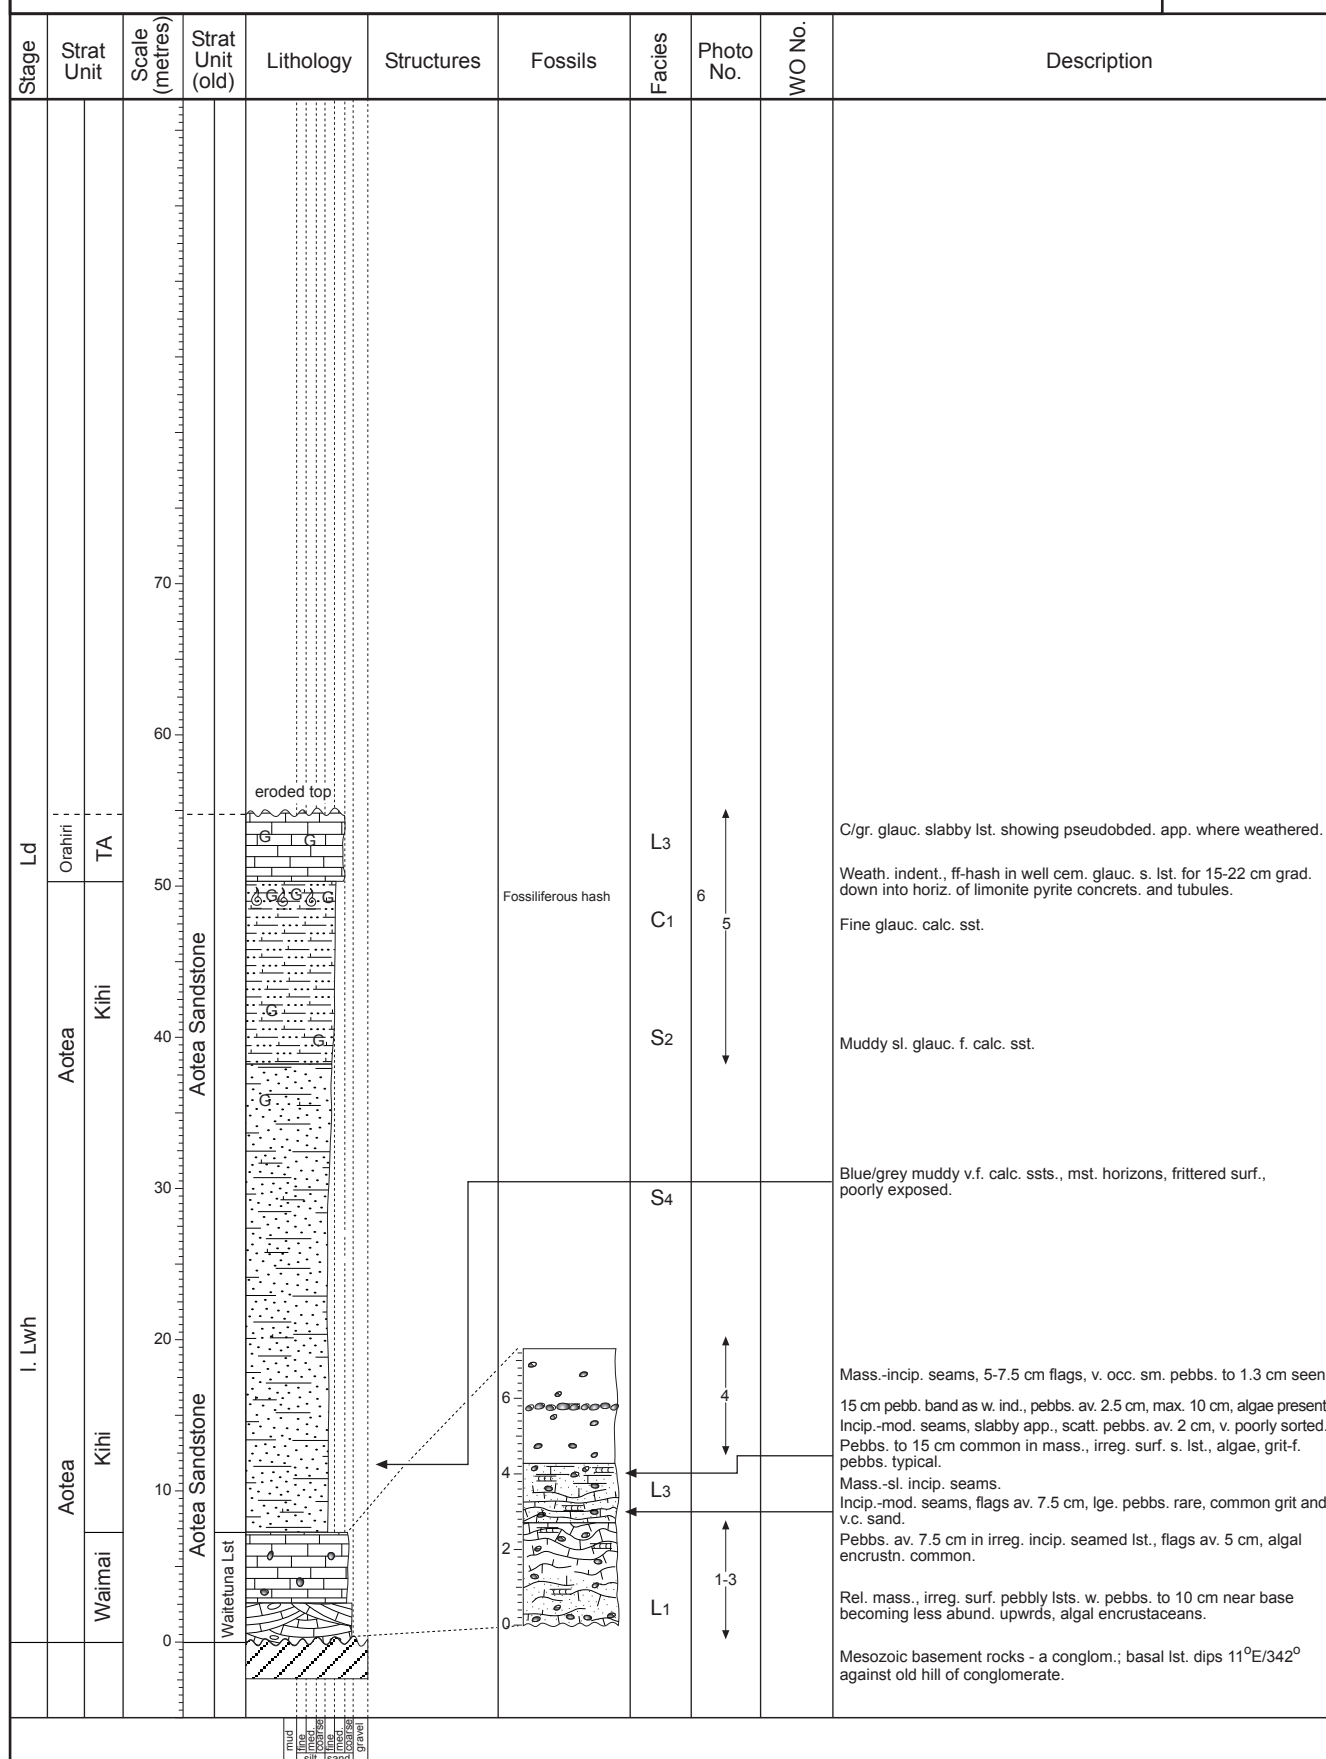 Stage
Strat
Unit
Scale
(metres)
Strat
Unit
(old)
Lithology
Structures
Fossils
Facies
Photo
No.
WO No.
Description
70
60
eroded top
Ld
Orahiri
TA
G
G
L3
C/gr. glauc. slabby lst. showing pseudobded. app. where weathered.
50
G
G
G
Fossiliferous hash
6
Weath. indent., ff-hash in well cem. glauc. s. lst. for 15-22 cm grad.
down into horiz. of limonite pyrite concrets. and tubules.
C1
5
Fine glauc. calc. sst.
Aotea
Kihi
Aotea Sandstone
G
40
G
S2
Muddy sl. glauc. f. calc. sst.
G
30
S4
Blue/grey muddy v.f. calc. ssts., mst. horizons, frittered surf.,
poorly exposed.
20
l. Lwh
Mass.-incip. seams, 5-7.5 cm flags, v. occ. sm. pebbs. to 1.3 cm seen
6
4
15 cm pebb. band as w. ind., pebbs. av. 2.5 cm, max. 10 cm, algae present
Incip.-mod. seams, slabby app., scatt. pebbs. av. 2 cm, v. poorly sorted.
Aotea
Kihi
Aotea Sandstone
Pebbs. to 15 cm common in mass., irreg. surf. s. lst., algae, grit-f.
pebbs. typical.
4
10
L3
Mass.-sl. incip. seams.
Incip.-mod. seams, flags av. 7.5 cm, lge. pebbs. rare, common grit and
v.c. sand.
Waimai
Waitetuna Lst
2
1-3
Pebbs. av. 7.5 cm in irreg. incip. seamed lst., flags av. 5 cm, algal
encrustn. common.
L1
0
Rel. mass., irreg. surf. pebbly lsts. w. pebbs. to 10 cm near base
becoming less abund. upwrds, algal encrustaceans.
0
Mesozoic basement rocks - a conglom.; basal lst. dips 11°E/342°
against old hill of conglomerate.
mud
fine
med.
coarse
fine
med.
coarse
gravel
silt
sand